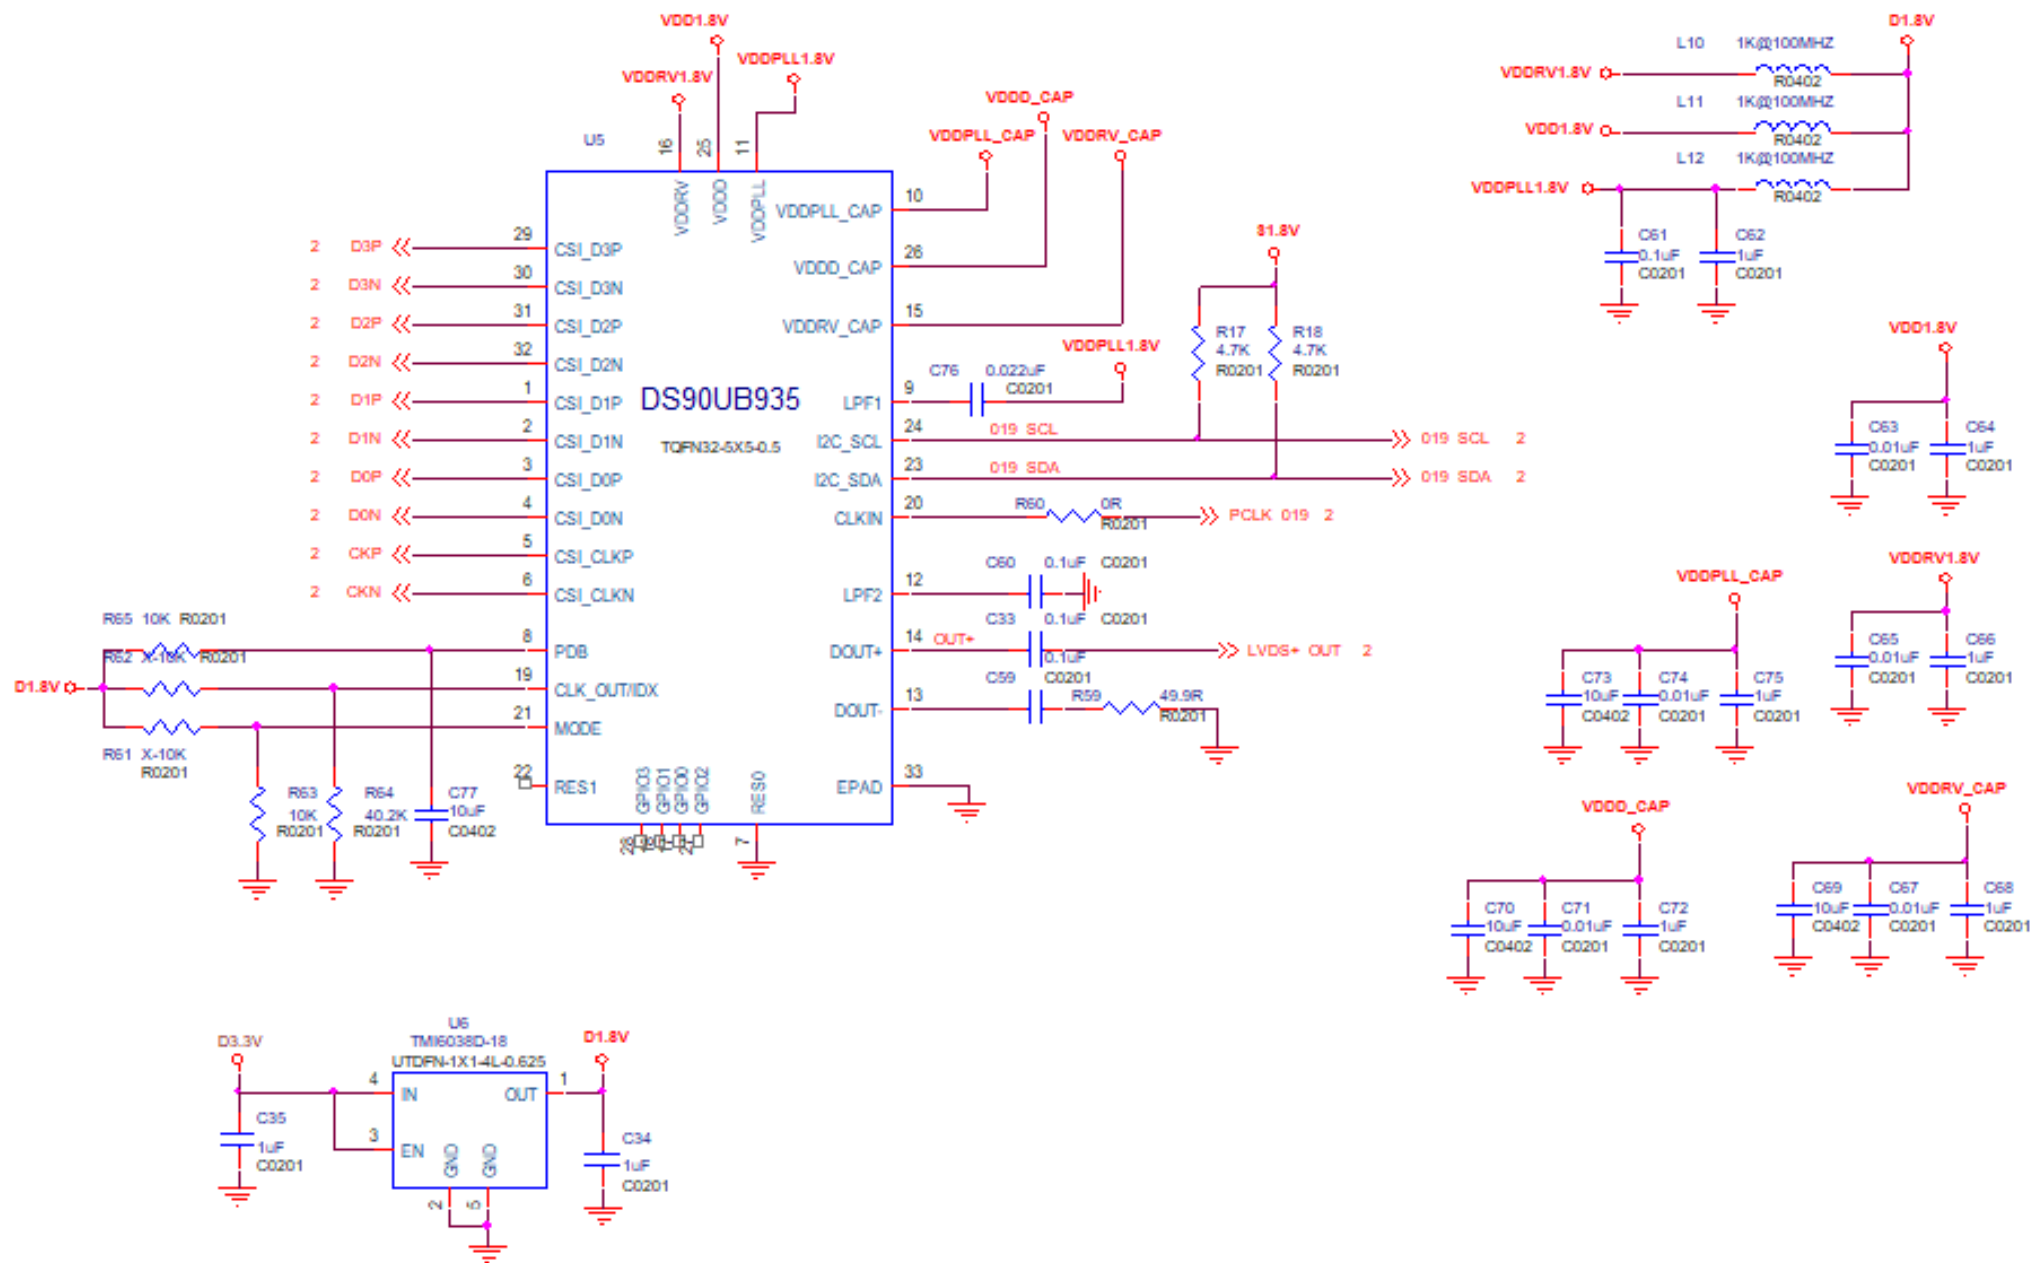 VDD1.8V
VDDPLL1.8V
VDDRV1.8V
VDDD_CAP
VDDPLL_CAP VDDRV_CAP
U5
16 25 11
VDDRV VDDD VDDPLL
VDDPLL_CAP 10
VDDD_CAP 26
VDDRV_CAP 15
2 D3P 29 CSI_D3P
2 D3N 30 CSI_D3N
2 D2P 31 CSI_D2P
2 D2N 32 CSI_D2N
2 D1P 1 CSI_D1P
2 D1N 2 CSI_D1N
2 D0P 3 CSI_D0P
2 D0N 4 CSI_D0N
2 CKP 5 CSI_CLKP
2 CKN 6 CSI_CLKN
DS90UB935
TQFN32-5X5-0.5
VDDPLL1.8V
LPF1 9 C76 0.022uF
C0201
I2C_SCL 24 019 SCL 019 SCL 2
I2C_SDA 23 019 SDA 019 SDA 2
S1.8V
R17
4.7K
R0201
R18
4.7K
R0201
CLKIN 20 R60 0R
R0201
PCLK 019 2
LPF2 12 C60 0.1uF C0201
C33 0.1uF C0201
DOUT+ 14 OUT+ LVDS+ OUT 2
0.1uF
C59 C0201
DOUT- 13 R59 49.9R
R0201
EPAD 33
R65 10K R0201
R62 X-10K R0201
D1.8V
R61 X-10K
R0201
8 PDB
19 CLK_OUT/IDX
21 MODE
22 RES1
GPIO3 GPIO1 GPIO0 GPIO2 RES0
7
R63
10K
R0201
R64
40.2K
R0201
C77
10uF
C0402
D1.8V
L10 1K@100MHZ
VDDRV1.8V
R0402
L11 1K@100MHZ
VDD1.8V
R0402
L12 1K@100MHZ
VDDPLL1.8V
R0402
C61
0.1uF
C0201
C62
1uF
C0201
VDD1.8V
C63
0.01uF
C0201
C64
1uF
C0201
VDDRV1.8V
C65
0.01uF
C0201
C66
1uF
C0201
VDDPLL_CAP
C73
10uF
C0402
C74
0.01uF
C0201
C75
1uF
C0201
VDDD_CAP
C70
10uF
C0402
C71
0.01uF
C0201
C72
1uF
C0201
VDDRV_CAP
C69
10uF
C0402
C67
0.01uF
C0201
C68
1uF
C0201
U6
TMI6038D-18
UTDFN-1X1-4L-0.625
D3.3V
D1.8V
4 IN OUT 1
3 EN
GND GND
2 5
C35
1uF
C0201
C34
1uF
C0201